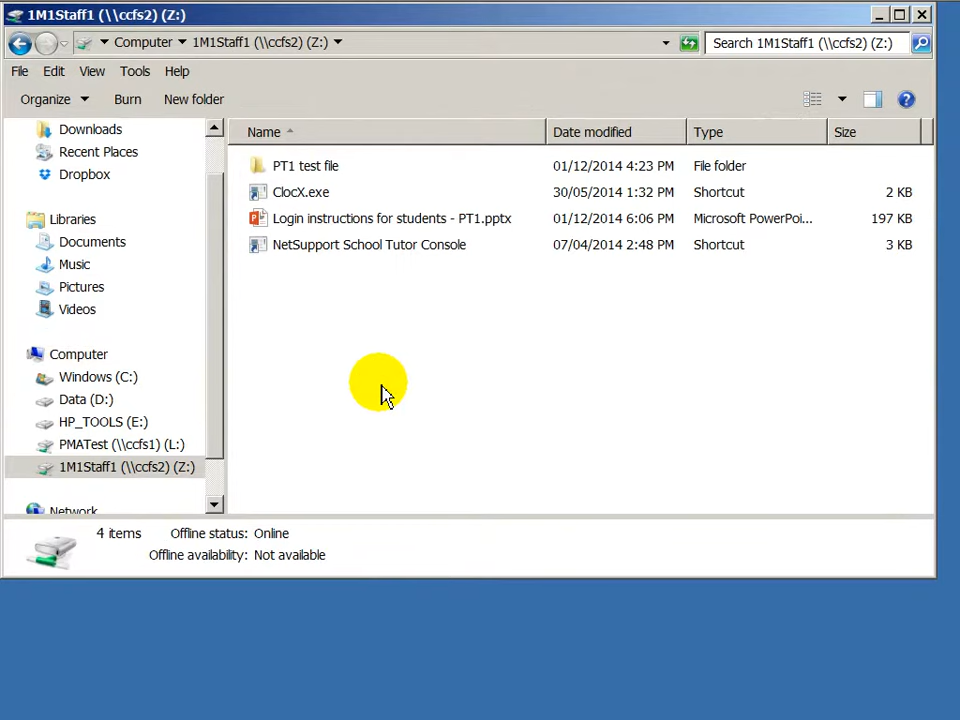 1M1Staff1 (\\ccfs2) (Z:)
Computer 1M1Staff1 (\\ccfs2) (Z:) Search 1M1Staff1 (\\ccfs2) (Z:)
File Edit View Tools Help
Organize Burn New folder
Downloads
Recent Places
Dropbox
Libraries
Documents
Music
Pictures
Videos
Computer
Windows (C:)
Data (D:)
HP_TOOLS (E:)
PMATest (\\ccfs1) (L:)
1M1Staff1 (\\ccfs2) (Z:)
Network
Name Date modified Type Size
PT1 test file 01/12/2014 4:23 PM File folder
ClocX.exe 30/05/2014 1:32 PM Shortcut 2 KB
Login instructions for students - PT1.pptx 01/12/2014 6:06 PM Microsoft PowerPoi... 197 KB
NetSupport School Tutor Console 07/04/2014 2:48 PM Shortcut 3 KB
4 items Offline status: Online
Offline availability: Not available